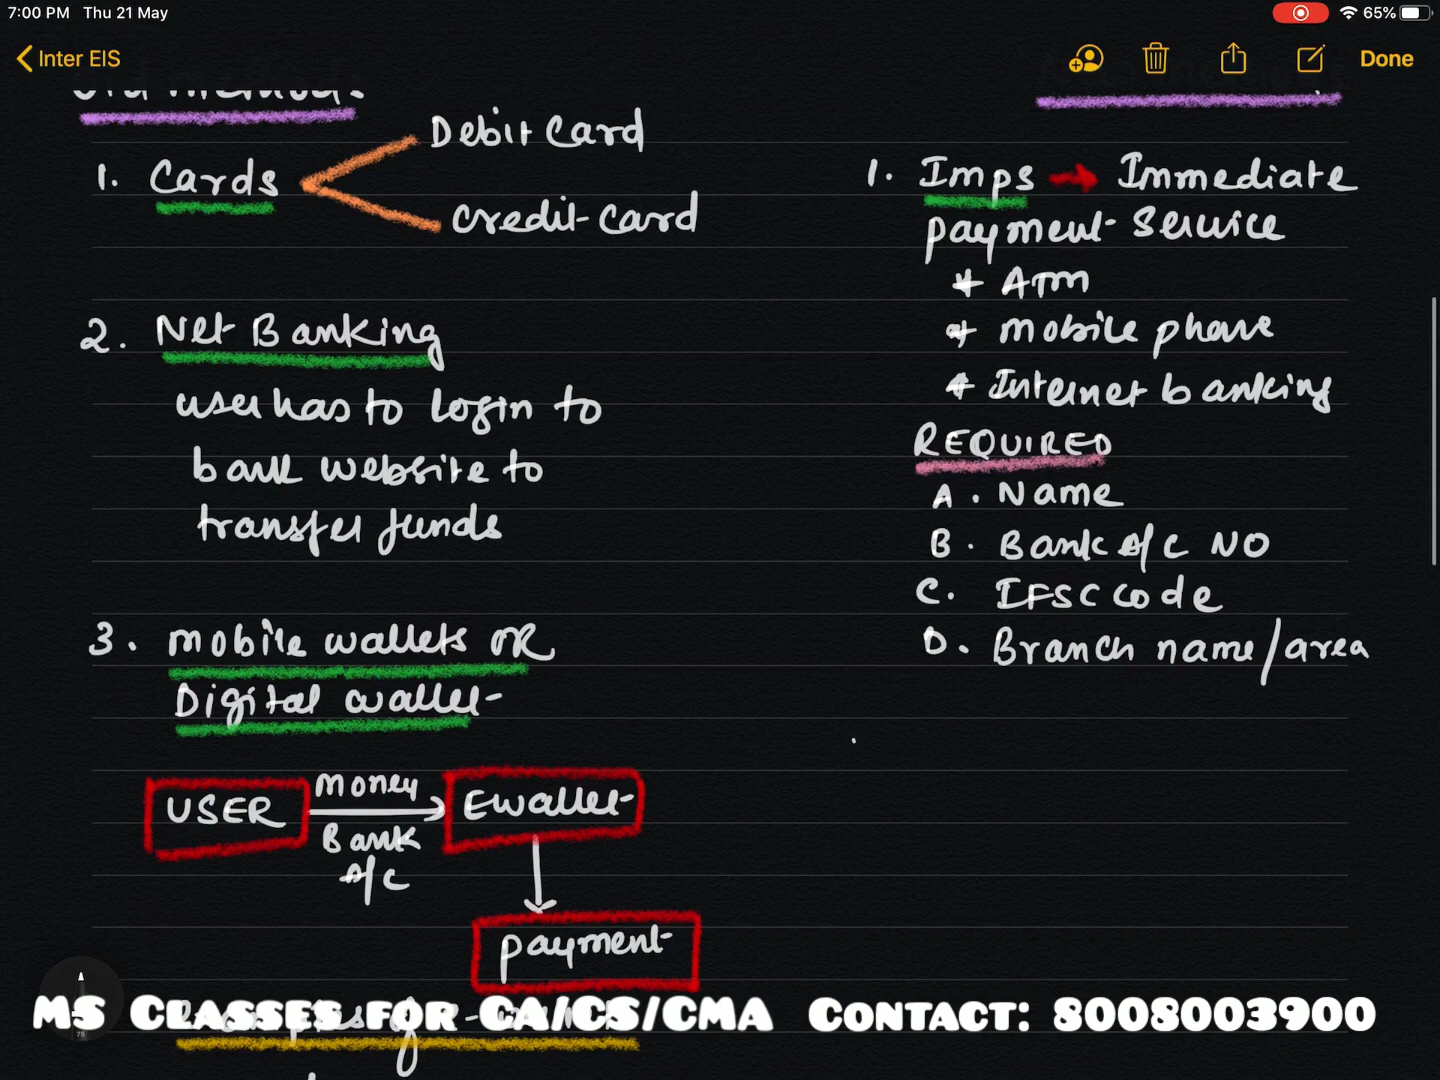 7:00 PM Thu 21 May
65%
Inter EIS
Done
Old methods
1. Cards
Debit Card
Credit Card
2. Net Banking
user has to login to
bank website to
transfer funds
3. mobile wallets OR
Digital wallet
USER
Money
Bank
A/C
Ewallet
payment
1. Imps → Immediate
payment Service
* ATM
* mobile phone
* Internet banking
REQUIRED
A. Name
B. Bank A/C NO
C. IFSC code
D. Branch name/area
MS Classes for CA/CS/CMA Contact: 8008003900